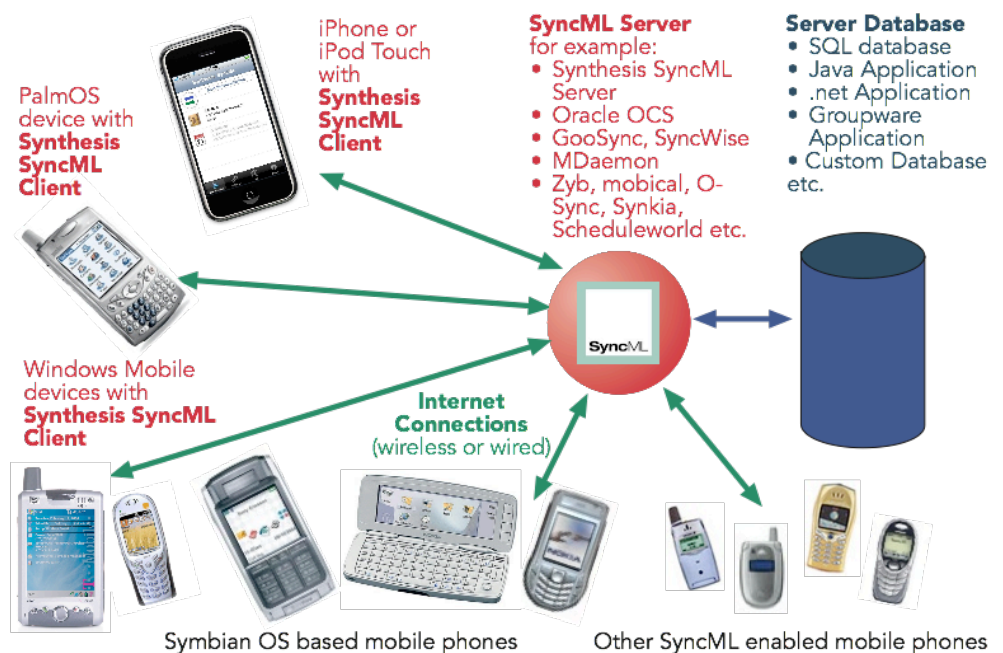 iPhone or
iPod Touch
with
Synthesis
SyncML
Client
SyncML Server
for example:
• Synthesis SyncML
Server
• Oracle OCS
• GooSync, SyncWise
• MDaemon
• Zyb, mobical, O-
Sync, Synkia,
Scheduleworld etc.
Server Database
• SQL database
• Java Application
• .net Application
• Groupware
Application
• Custom Database
etc.
PalmOS
device with
Synthesis
SyncML
Client
SyncML
Windows Mobile
devices with
Synthesis SyncML
Client
Internet
Connections
(wireless or wired)
Symbian OS based mobile phones
Other SyncML enabled mobile phones